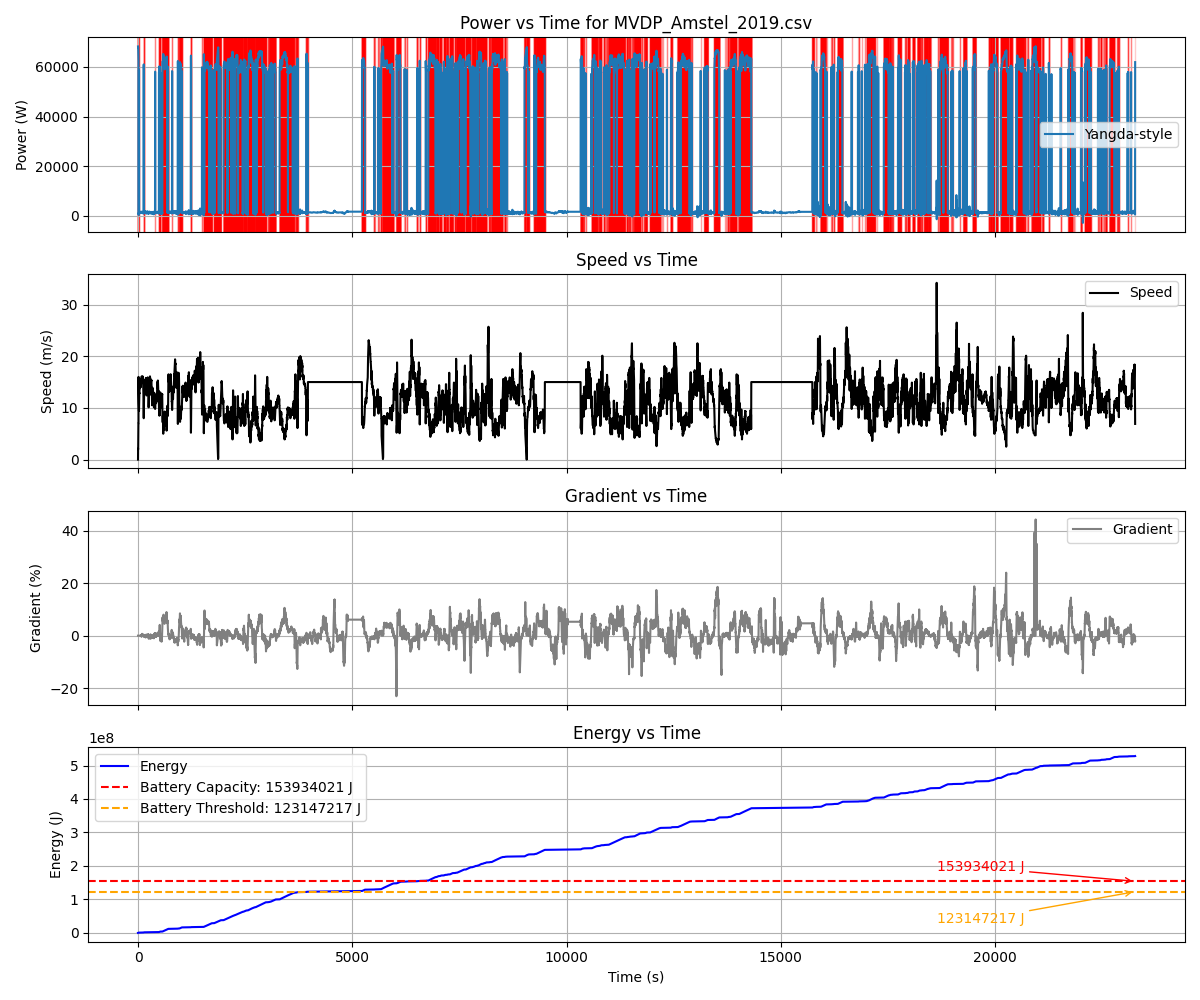 Power vs Time for MVDP_Amstel_2019.csv
Power (W)
60000
40000
20000
0
Yangda-style
Speed vs Time
Speed (m/s)
30
20
10
0
Speed
Gradient vs Time
Gradient (%)
40
20
0
−20
Gradient
Energy vs Time
1e8
Energy (J)
5
4
3
2
1
0
Energy
Battery Capacity: 153934021 J
Battery Threshold: 123147217 J
153934021 J
123147217 J
0
5000
10000
15000
20000
Time (s)